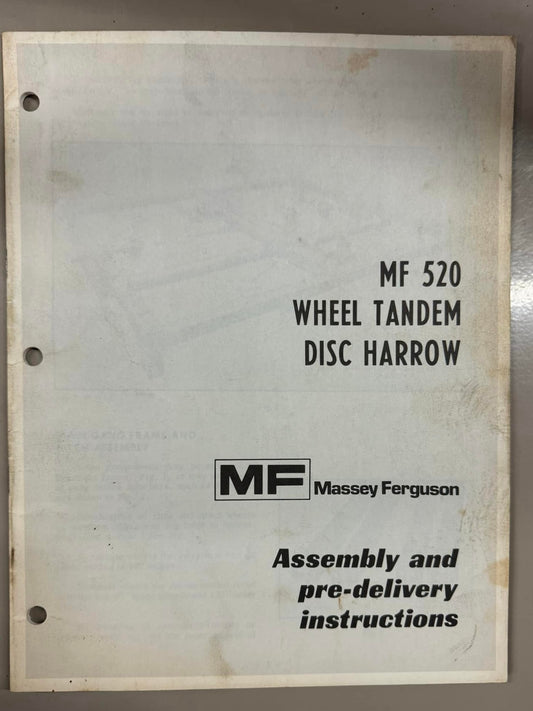 MF 520
WHEEL TANDEM
DISC HARROW
MF Massey Ferguson
Assembly and
pre-delivery
instructions